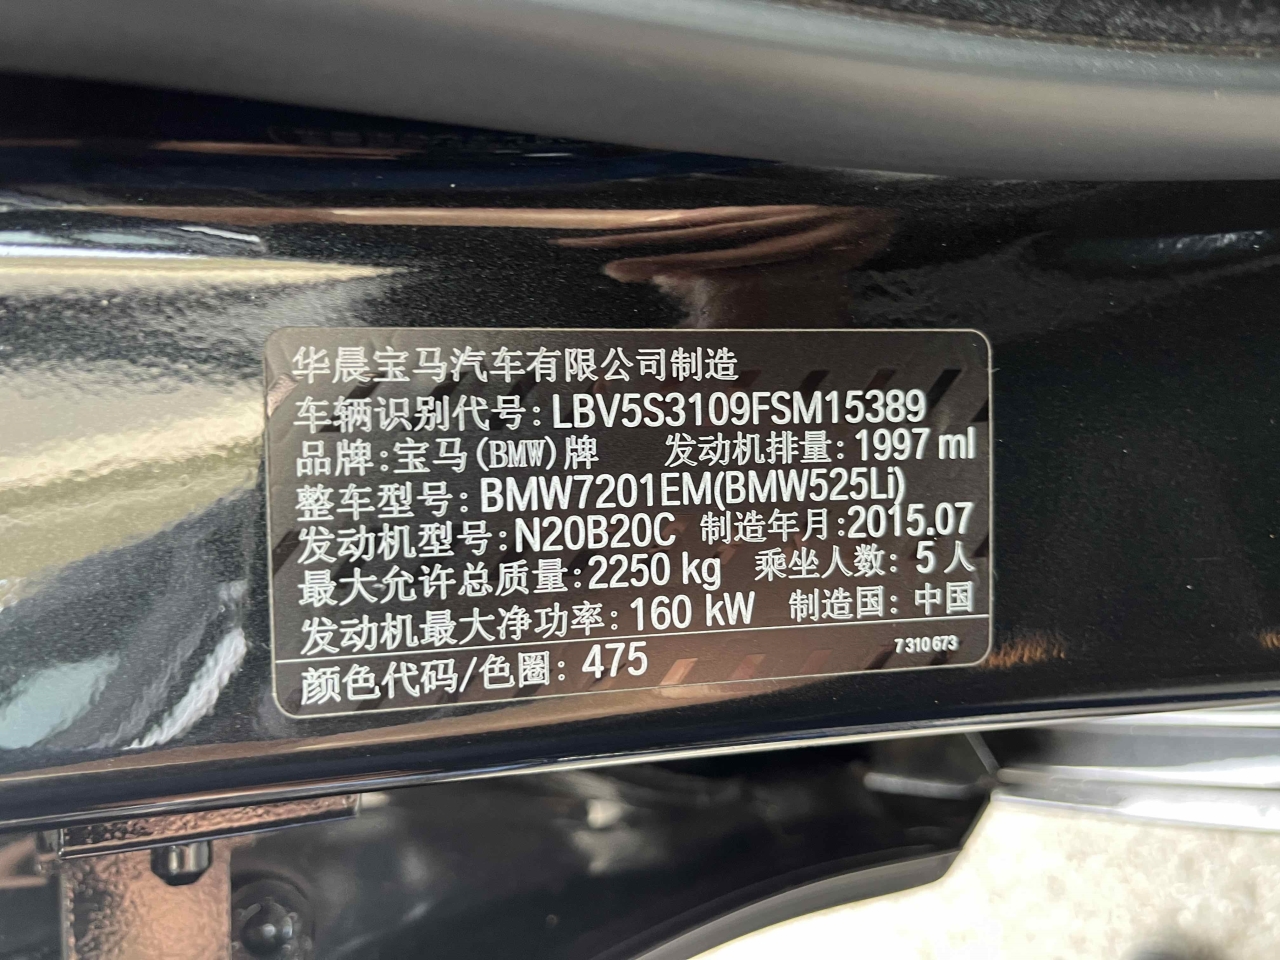 华晨宝马汽车有限公司制造
车辆识别代号: LBV5S3109FSM15389
品牌:宝马(BMW)牌 发动机排量: 1997 ml
整车型号: BMW7201EM(BMW525Li)
发动机型号: N20B20C 制造年月:2015.07
最大允许总质量:2250 kg 乘坐人数: 5 人
发动机最大净功率: 160 kW 制造国: 中国
颜色代码/色圈: 475 7 310 673